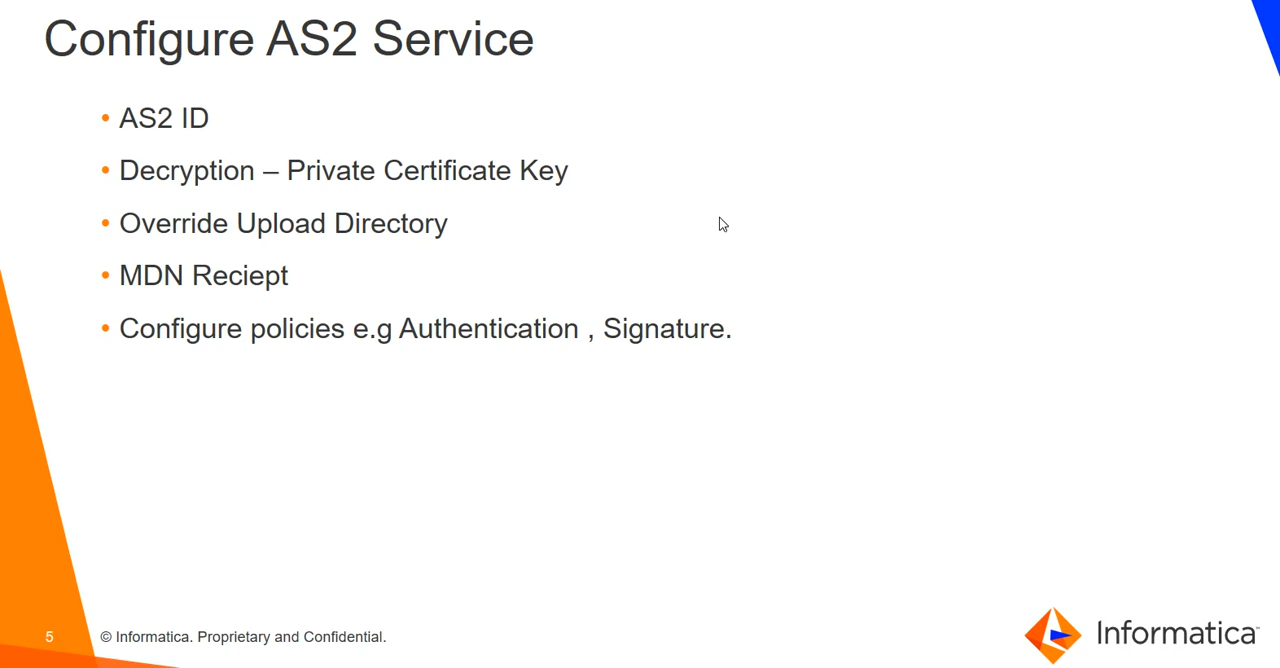 Configure AS2 Service
• AS2 ID
• Decryption – Private Certificate Key
• Override Upload Directory
• MDN Reciept
• Configure policies e.g Authentication , Signature.
5
© Informatica. Proprietary and Confidential.
Informatica™